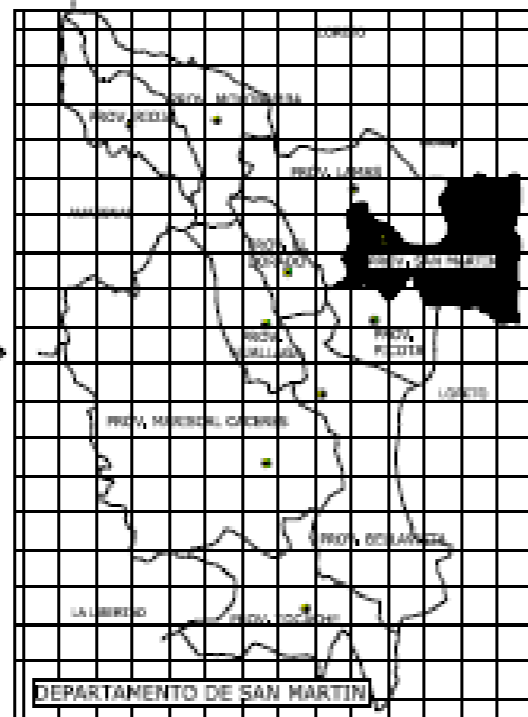 LORETO
PROV. MOYOBAMBA
PROV. RIOJA
PROV. LAMAS
AMAZONAS
PROV. EL
DORADO
PROV. SAN MARTIN
PROV.
HUALLAGA
PROV.
PICOTA
LORETO
PROV. MARISCAL CACERES
PROV. BELLAVISTA
LA LIBERTAD
PROV. TOCACHE
DEPARTAMENTO DE SAN MARTIN